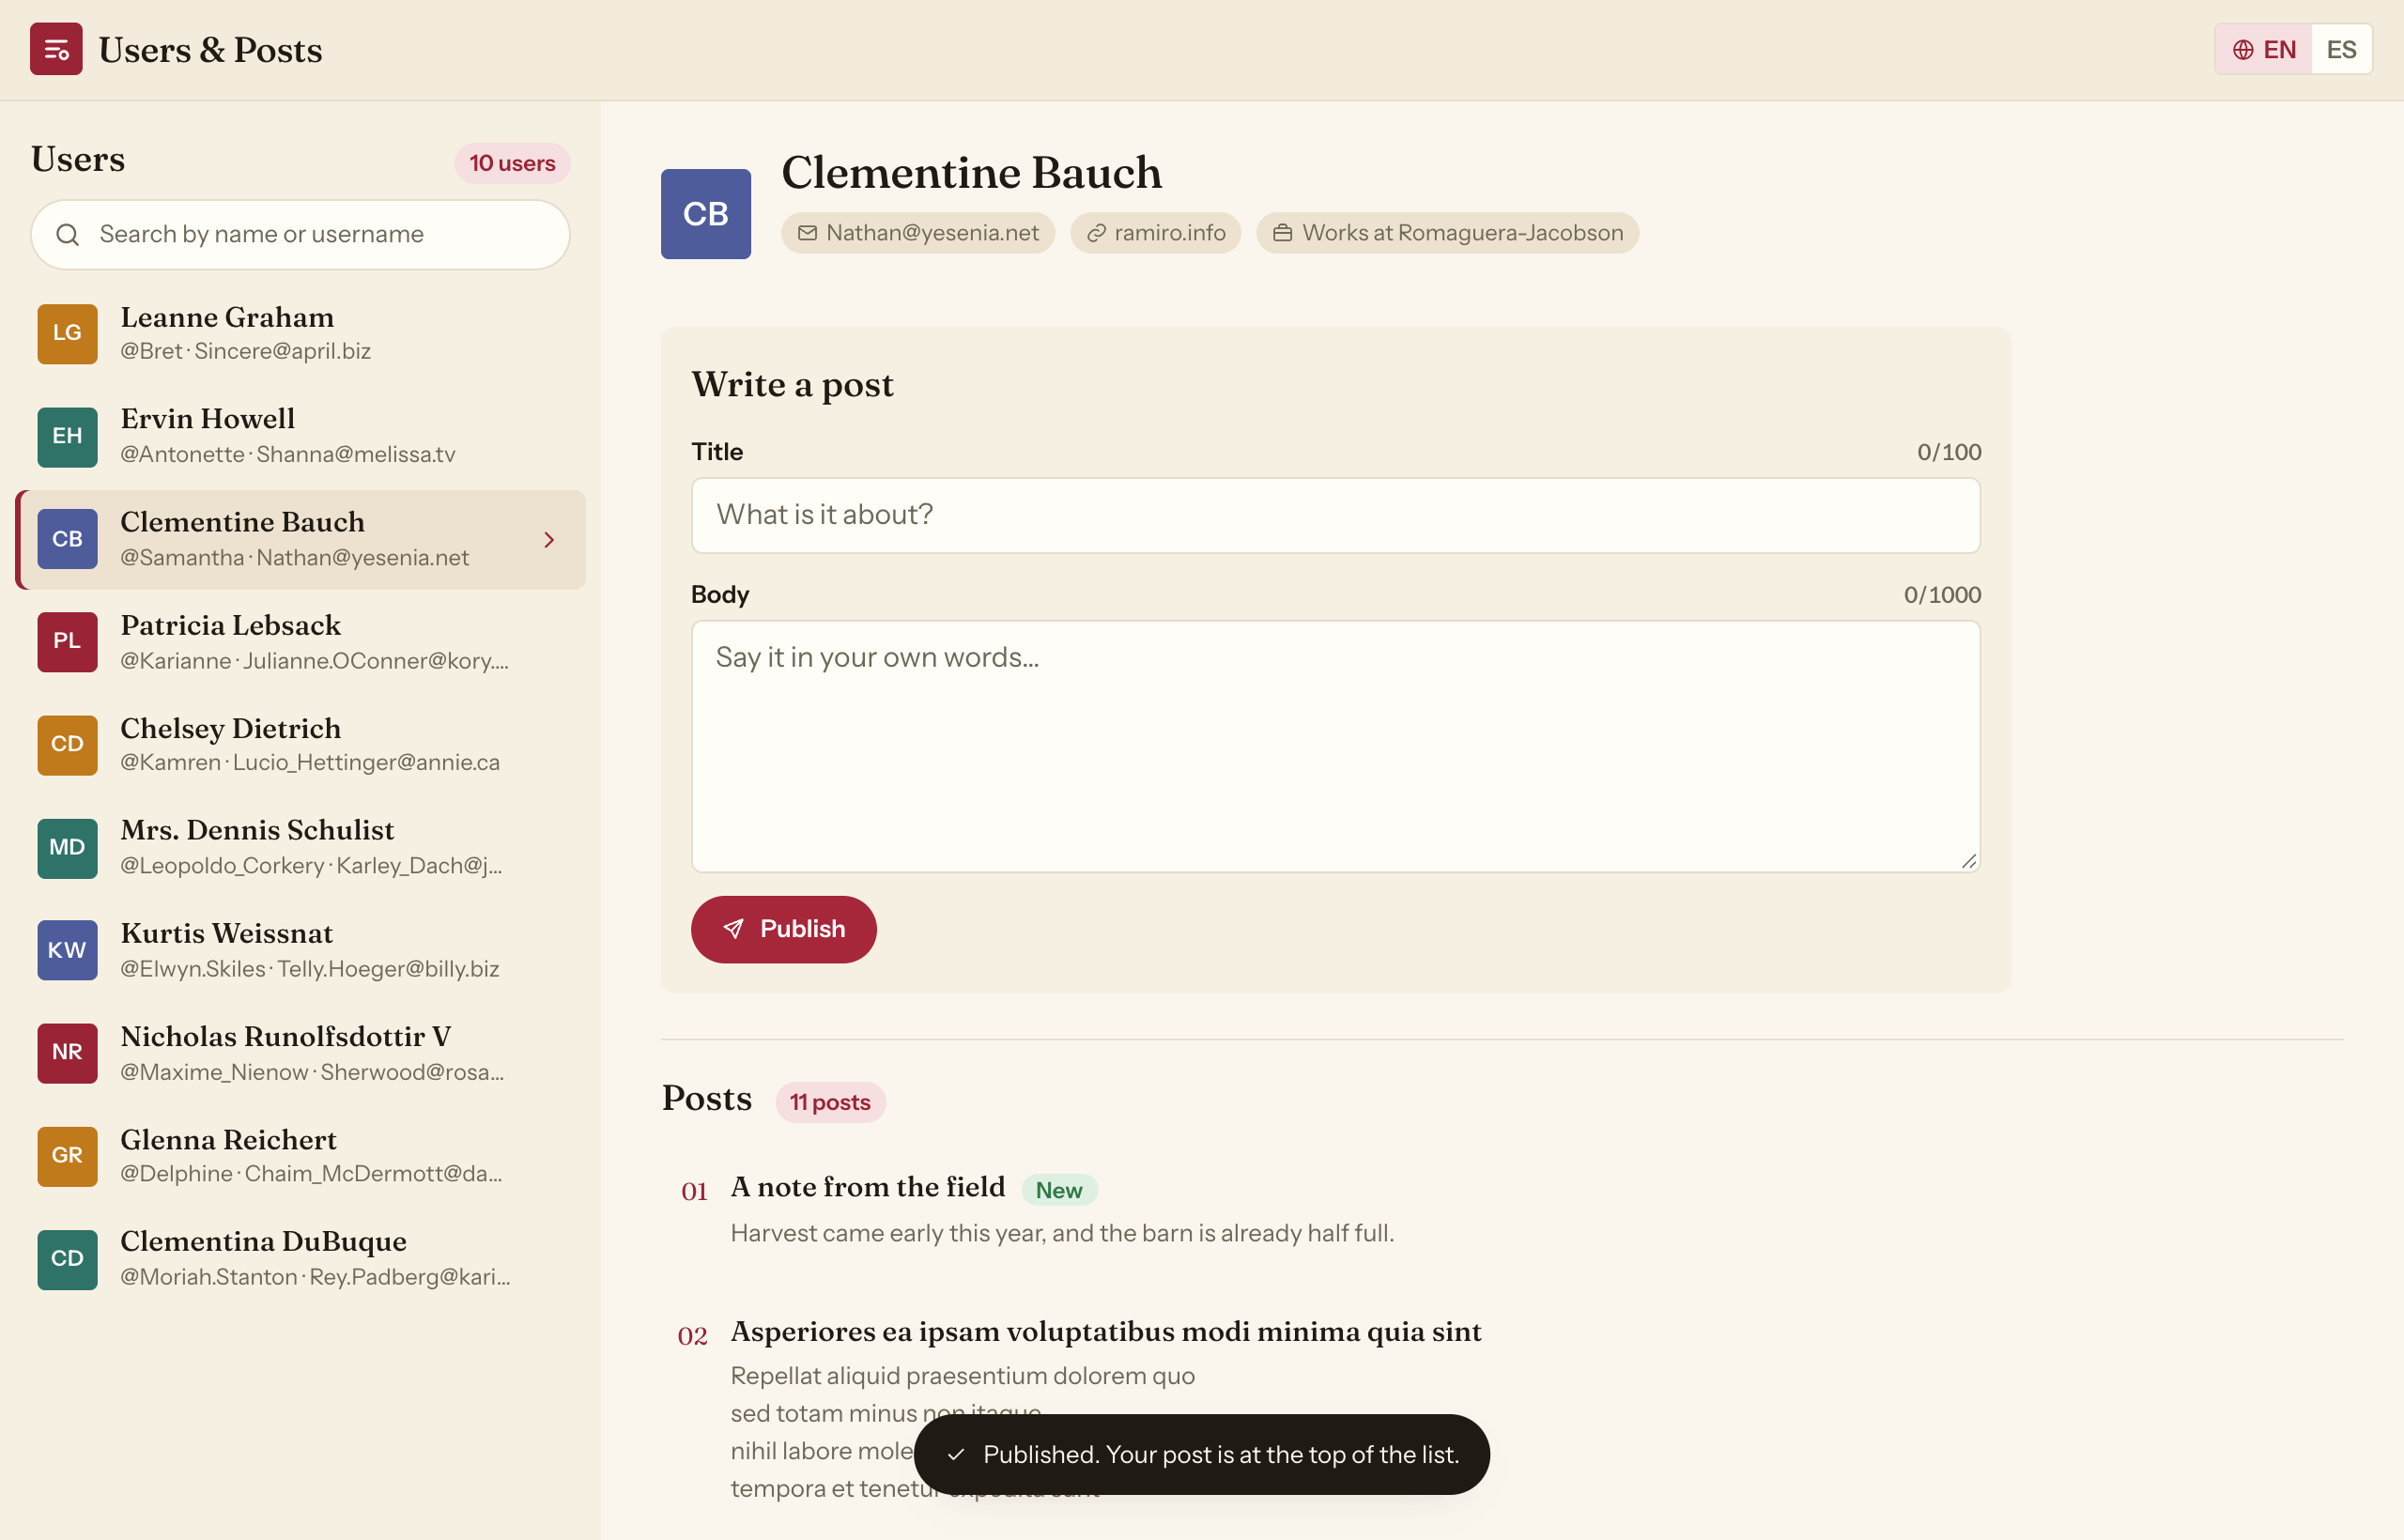 Users & Posts
EN
ES
Users
10 users
Search by name or username
LG
Leanne Graham
@Bret · Sincere@april.biz
EH
Ervin Howell
@Antonette · Shanna@melissa.tv
CB
Clementine Bauch
@Samantha · Nathan@yesenia.net
PL
Patricia Lebsack
@Karianne · Julianne.OConner@kory....
CD
Chelsey Dietrich
@Kamren · Lucio_Hettinger@annie.ca
MD
Mrs. Dennis Schulist
@Leopoldo_Corkery · Karley_Dach@j...
KW
Kurtis Weissnat
@Elwyn.Skiles · Telly.Hoeger@billy.biz
NR
Nicholas Runolfsdottir V
@Maxime_Nienow · Sherwood@rosa...
GR
Glenna Reichert
@Delphine · Chaim_McDermott@da...
CD
Clementina DuBuque
@Moriah.Stanton · Rey.Padberg@kari...
CB
Clementine Bauch
Nathan@yesenia.net
ramiro.info
Works at Romaguera-Jacobson
Write a post
Title
0/100
What is it about?
Body
0/1000
Say it in your own words...
Publish
Posts
11 posts
01
A note from the field
New
Harvest came early this year, and the barn is already half full.
02
Asperiores ea ipsam voluptatibus modi minima quia sint
Repellat aliquid praesentium dolorem quo
sed totam minus non itaque
nihil labore
tempora et tenetur
Published. Your post is at the top of the list.